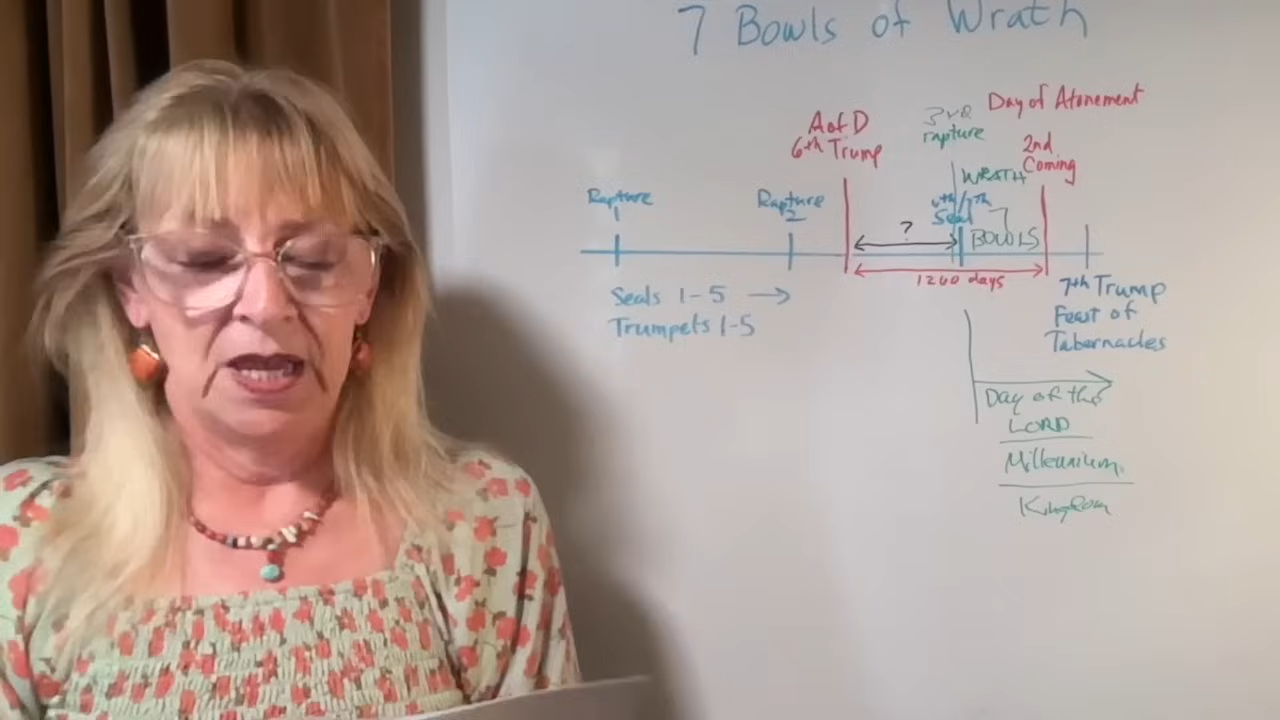 7 Bowls of Wrath
Day of Atonement
A of D
6th Trump
3rd
rapture
2nd
Coming
WRATH
Rapture
1
Rapture
2
6th/7th
Seal
7
BOWLS
?
1260 days
Seals 1-5 →
Trumpets 1-5
7th Trump
Feast of
Tabernacles
Day of the
LORD
Millennium
Kingdom